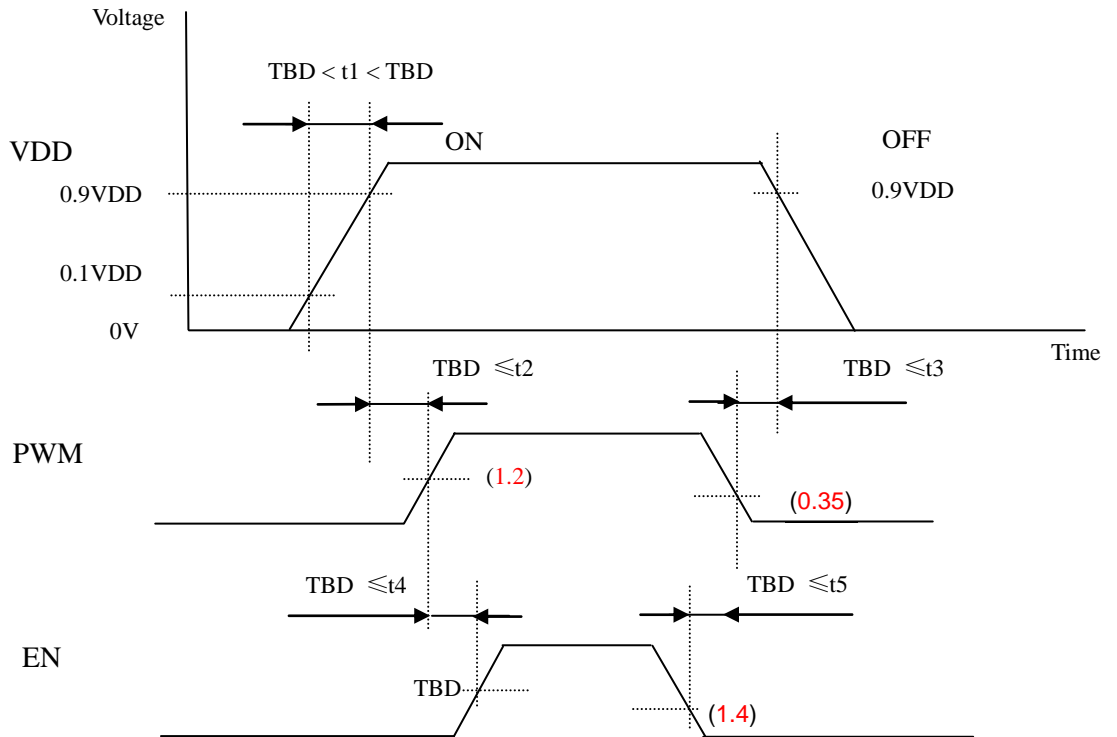 Voltage
TBD < t1 < TBD
VDD
ON
OFF
0.9VDD
0.9VDD
0.1VDD
0V
Time
TBD ≤t2
TBD ≤t3
PWM
(1.2)
(0.35)
TBD ≤t4
TBD ≤t5
EN
TBD
(1.4)